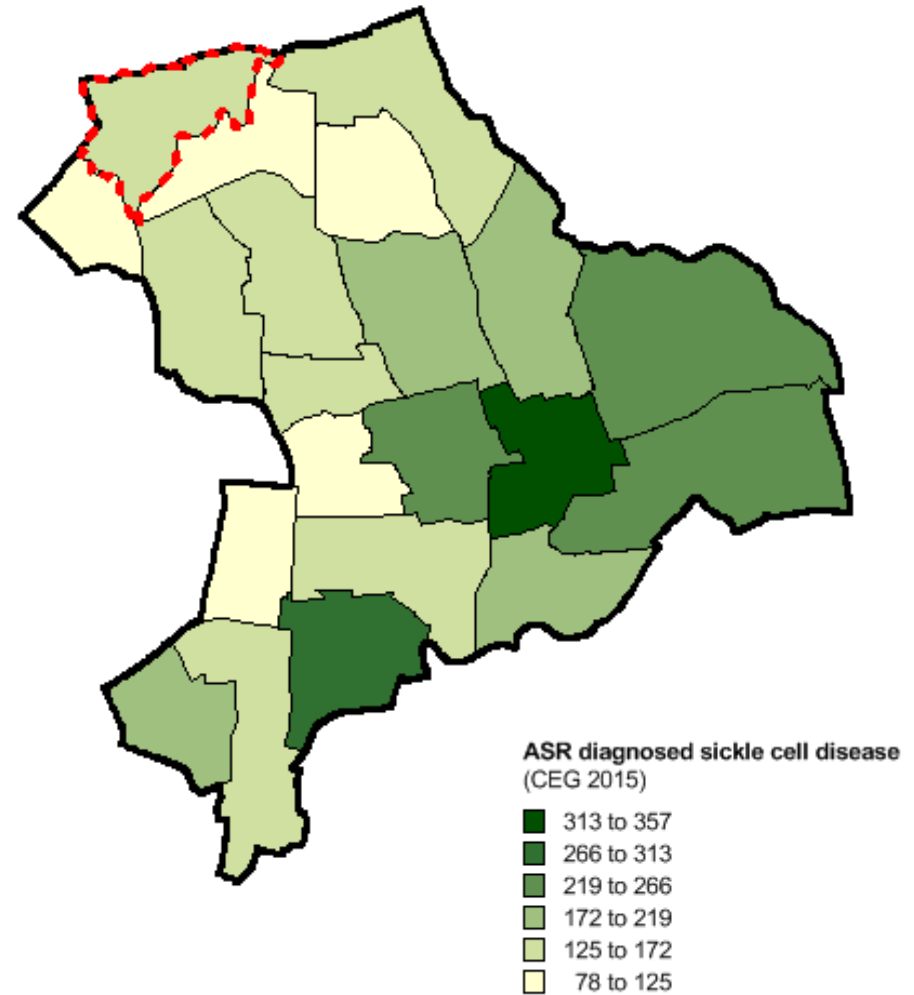 ASR diagnosed sickle cell disease
(CEG 2015)
313 to 357
266 to 313
219 to 266
172 to 219
125 to 172
78 to 125